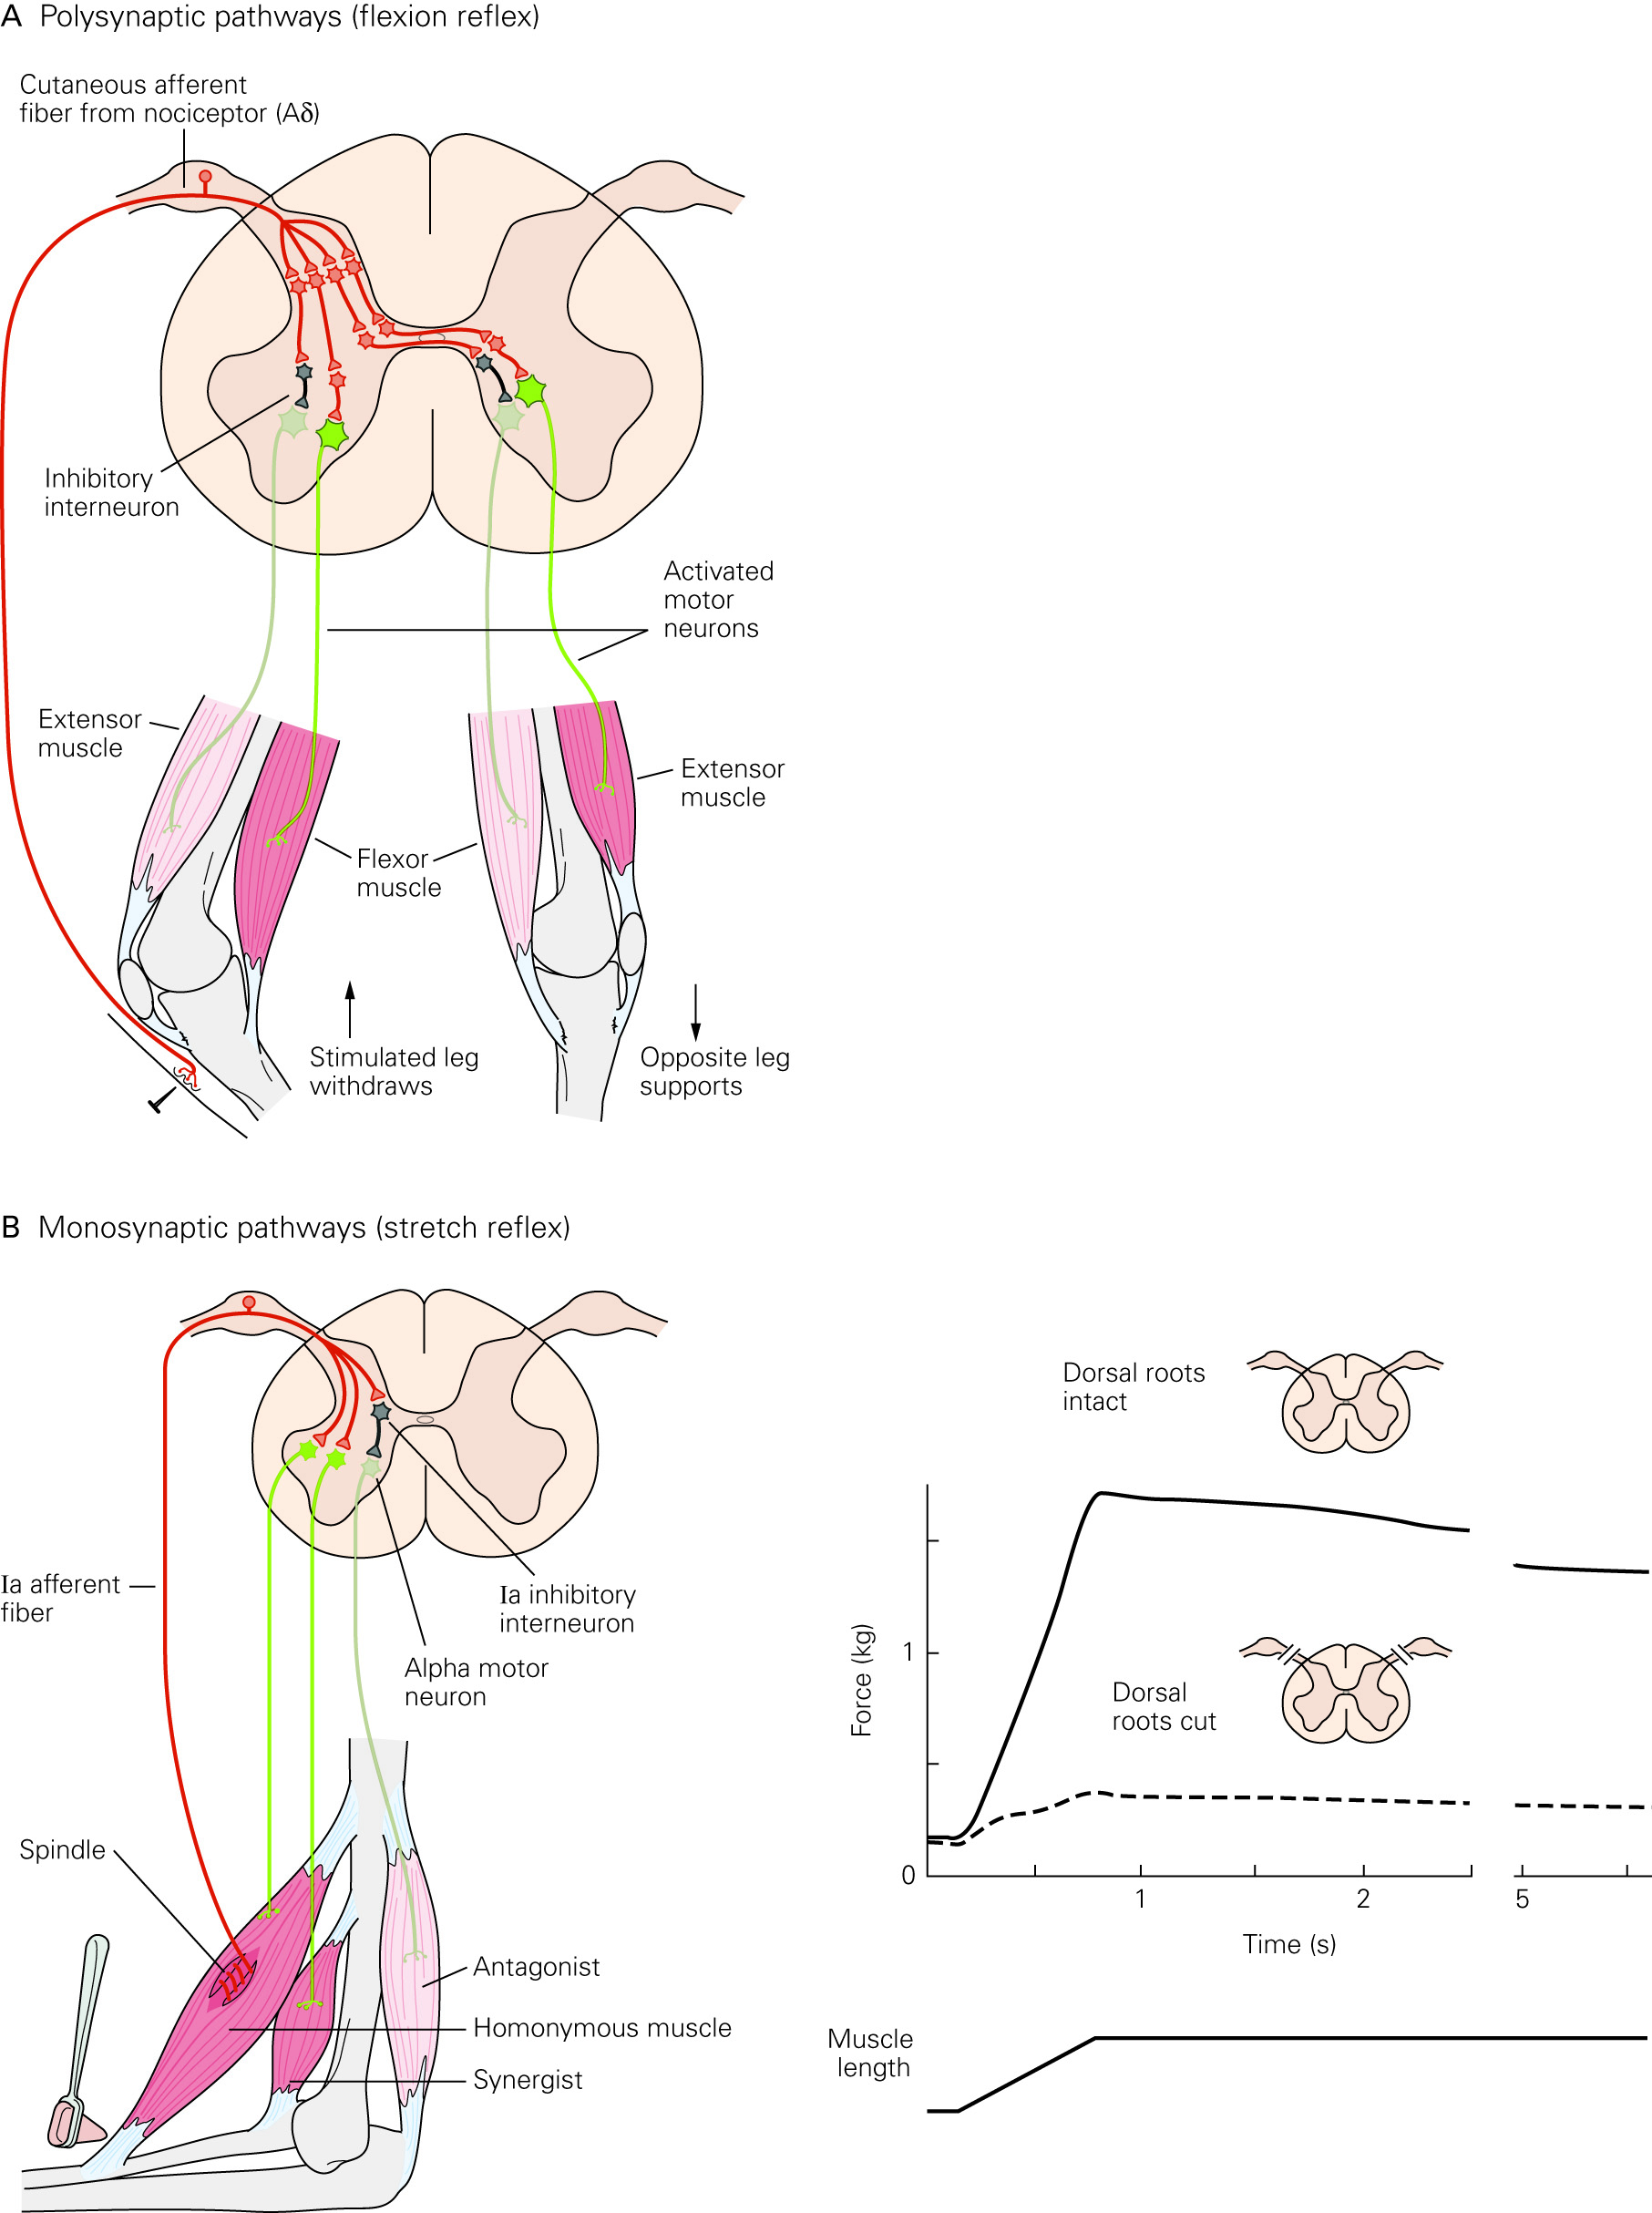 A Polysynaptic pathways (flexion reflex)
Cutaneous afferent
fiber from nociceptor (Aδ)
Inhibitory
interneuron
Activated
motor
neurons
Extensor
muscle
Extensor
muscle
Flexor
muscle
Stimulated leg
withdraws
Opposite leg
supports
B Monosynaptic pathways (stretch reflex)
Ia afferent
fiber
Ia inhibitory
interneuron
Alpha motor
neuron
Spindle
Antagonist
Homonymous muscle
Synergist
Dorsal roots
intact
Dorsal
roots cut
Force (kg)
1
0
1
2
5
Time (s)
Muscle
length